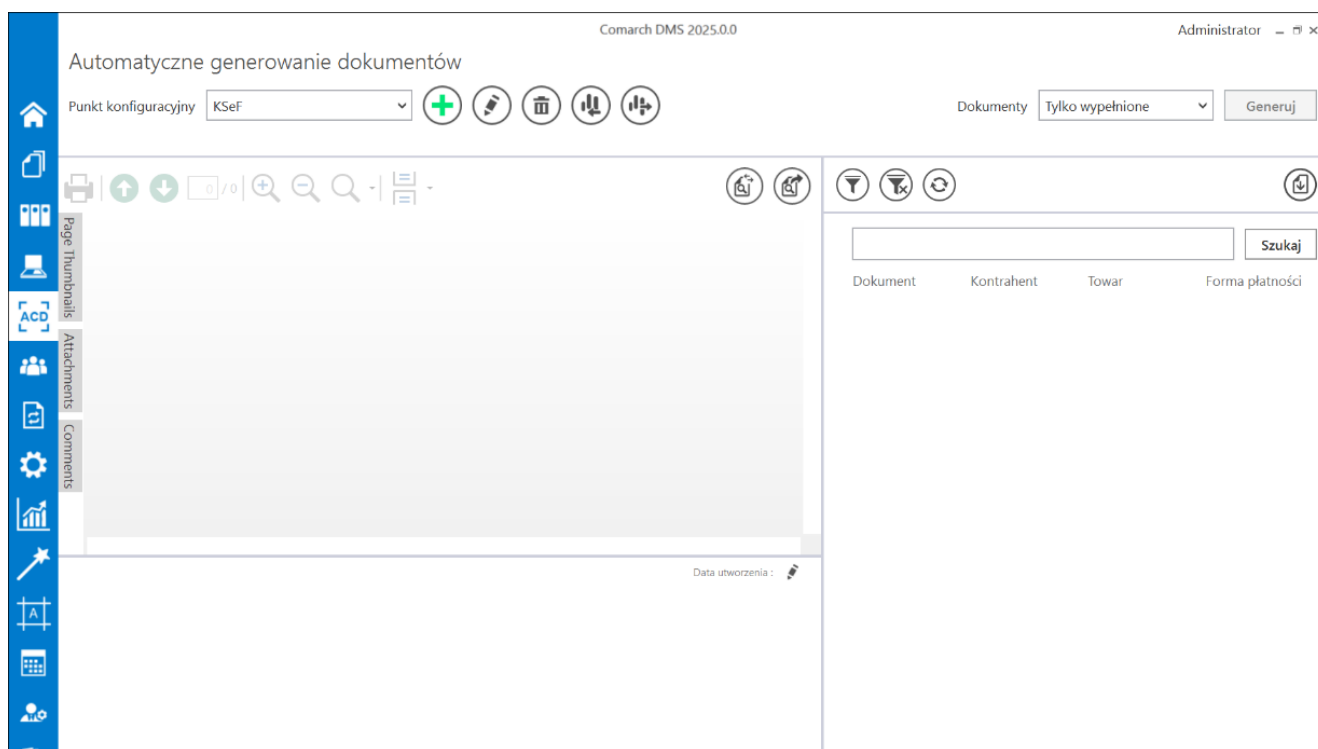 Comarch DMS 2025.0.0
Administrator
Automatyczne generowanie dokumentów
Punkt konfiguracyjny KSeF
Dokumenty Tylko wypełnione Generuj
0 / 0
Page Thumbnails
Attachments
Comments
Szukaj
Dokument Kontrahent Towar Forma płatności
ACD
Data utworzenia :
A